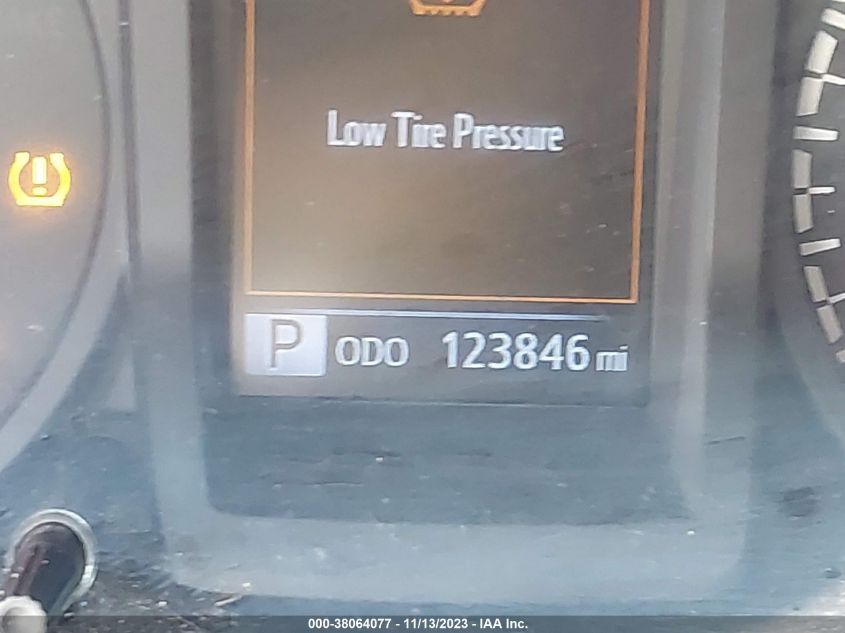 Low Tire Pressure
P ODO 123846 mi
000-38064077 - 11/13/2023 - IAA Inc.